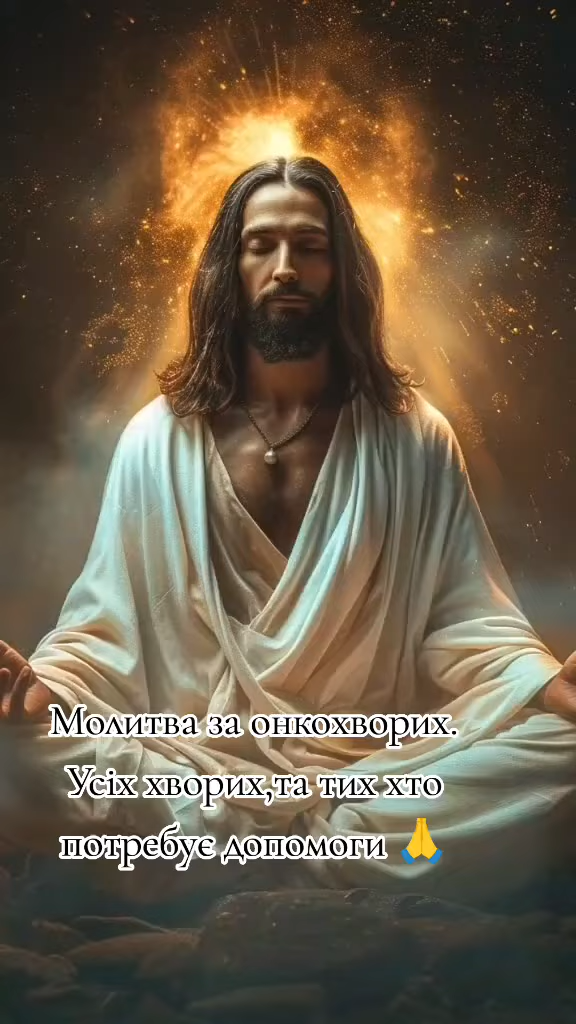 Молитва за онкохворих.
Усіх хворих,та тих хто
потребує допомоги 🙏